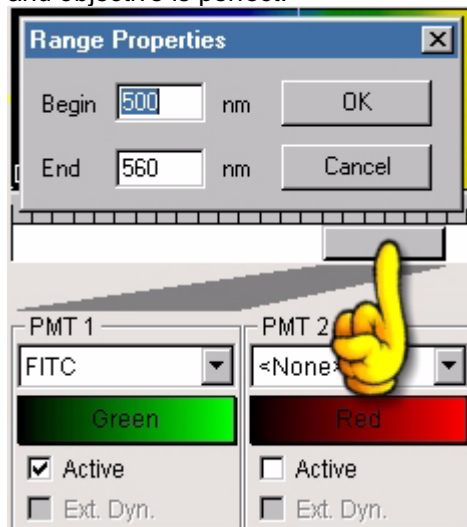 and objective is perfect.
Range Properties
Begin 500 nm OK
End 560 nm Cancel
PMT 1 PMT 2
FITC <None>
Green Red
Active Active
Ext. Dyn. Ext. Dyn.